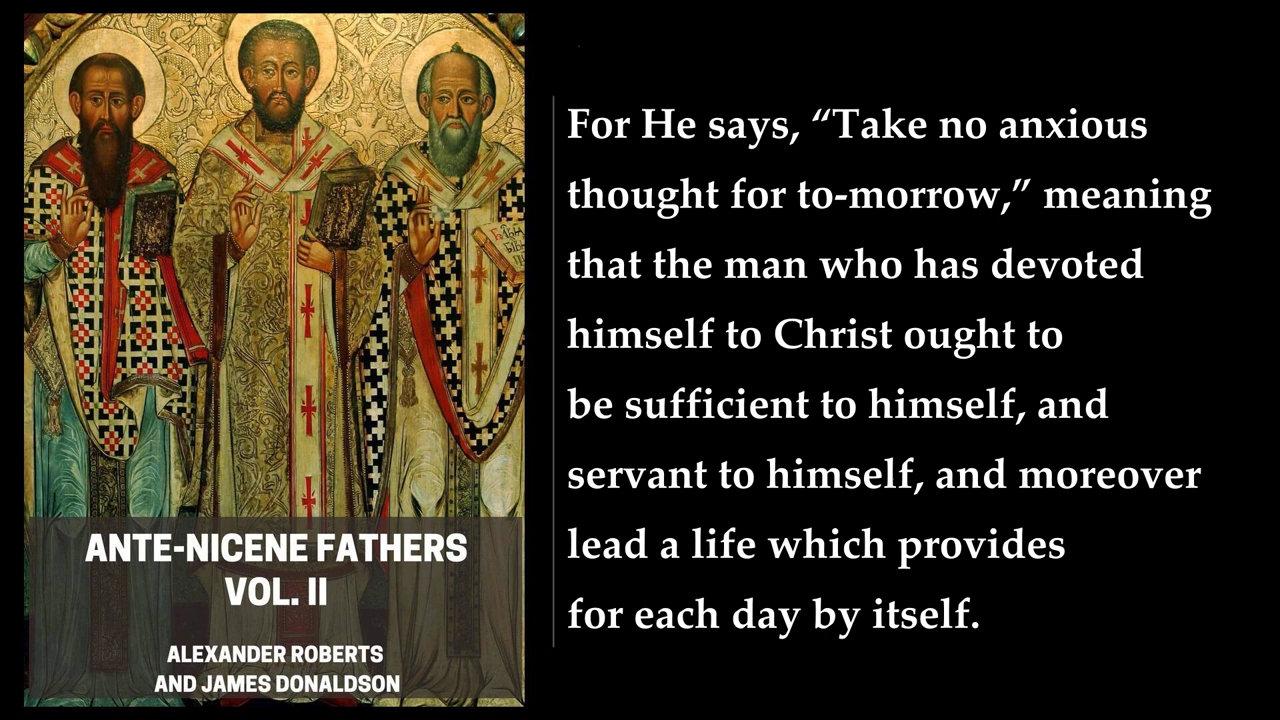 ANTE-NICENE FATHERS
VOL. II
ALEXANDER ROBERTS
AND JAMES DONALDSON
For He says, “Take no anxious
thought for to-morrow,” meaning
that the man who has devoted
himself to Christ ought to
be sufficient to himself, and
servant to himself, and moreover
lead a life which provides
for each day by itself.